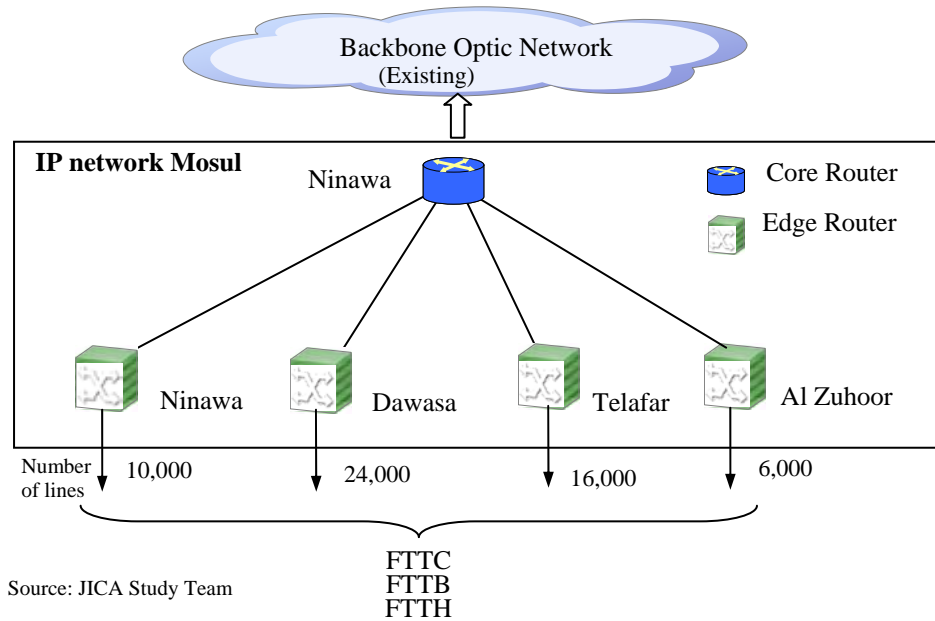 Backbone Optic Network
(Existing)
IP network Mosul
Ninawa
Core Router
Edge Router
Ninawa
Dawasa
Telafar
Al Zuhoor
Number
of lines
10,000
24,000
16,000
6,000
FTTC
FTTB
FTTH
Source: JICA Study Team